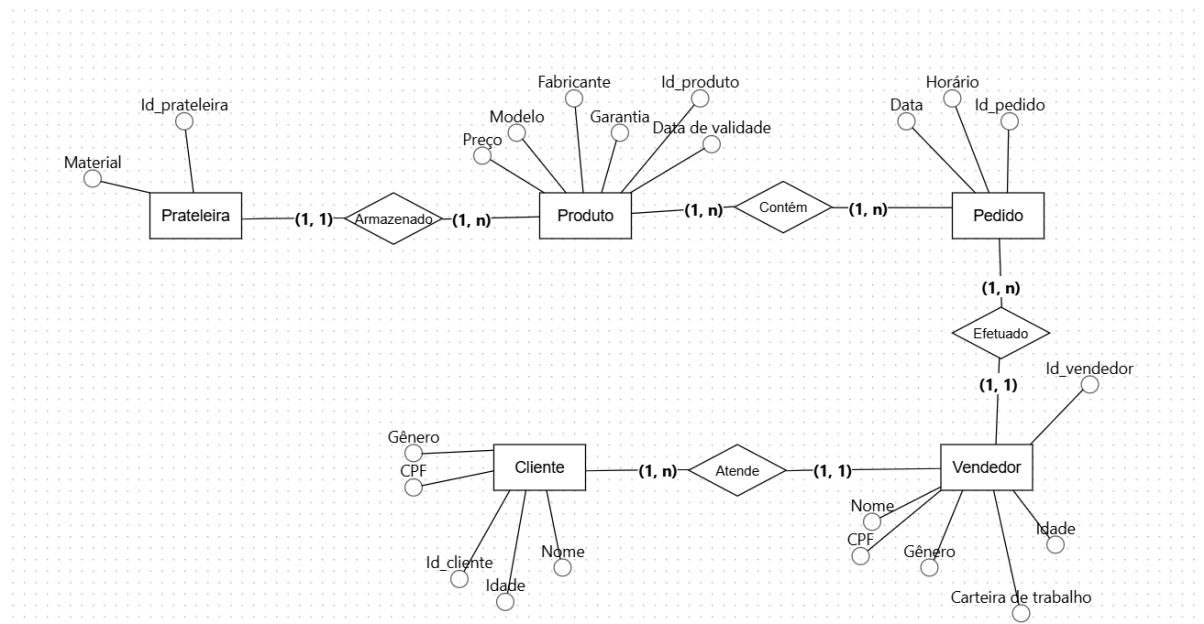 Fabricante
Id_produto
Horário
Id_prateleira
Modelo
Garantia
Data
Id_pedido
Preço
Data de validade
Material
Prateleira
(1, 1)
Armazenado
(1, n)
Produto
(1, n)
Contém
(1, n)
Pedido
(1, n)
Efetuado
(1, 1)
Id_vendedor
Gênero
CPF
Cliente
(1, n)
Atende
(1, 1)
Vendedor
Nome
CPF
Gênero
Idade
Id_cliente
Nome
Idade
Carteira de trabalho